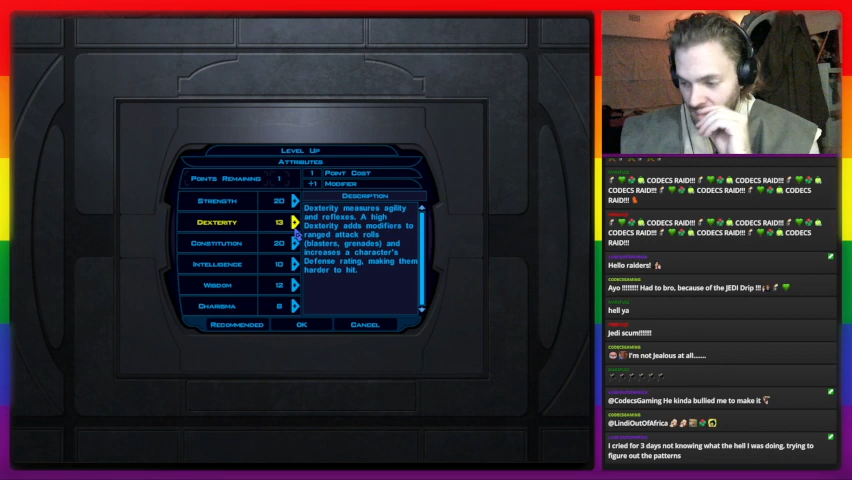 Level Up
Attributes
Points Remaining 1
1 Point Cost
+1 Modifier
Description
Strength 20
Dexterity 13
Constitution 20
Intelligence 10
Wisdom 12
Charisma 8
Dexterity measures agility
and reflexes. A high
Dexterity adds modifiers to
ranged attack rolls
(blasters, grenades) and
increases a character's
Defense rating, making them
harder to hit.
Recommended
OK
Cancel
CODECS RAID!!! CODECS RAID!!!
CODECS RAID!!! CODECS RAID!!! CODECS
RAID!!!
CODECS RAID!!! CODECS RAID!!!
CODECS RAID!!! CODECS RAID!!! CODECS
RAID!!!
Hello raiders!
CODECSGAMING
Ayo !!!!!!!!! Had to bro, because of the JEDI Drip !!!
hell ya
Jedi scum!!!!!!!
CODECSGAMING
I'm not Jealous at all.......
@CodecsGaming He kinda bullied me to make it
CODECSGAMING
@LindiOutOfAfrica
I cried for 3 days not knowing what the hell I was doing, trying to
figure out the patterns